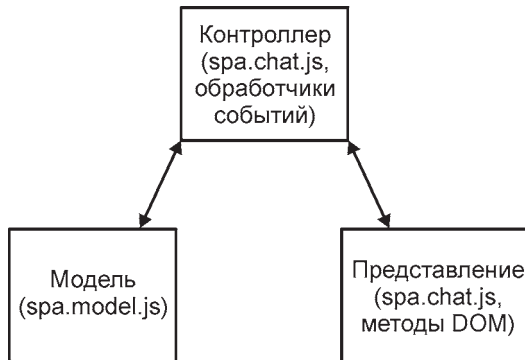 Контроллер
(spa.chat.js,
обработчики
событий)
Модель
(spa.model.js)
Представление
(spa.chat.js,
методы DOM)